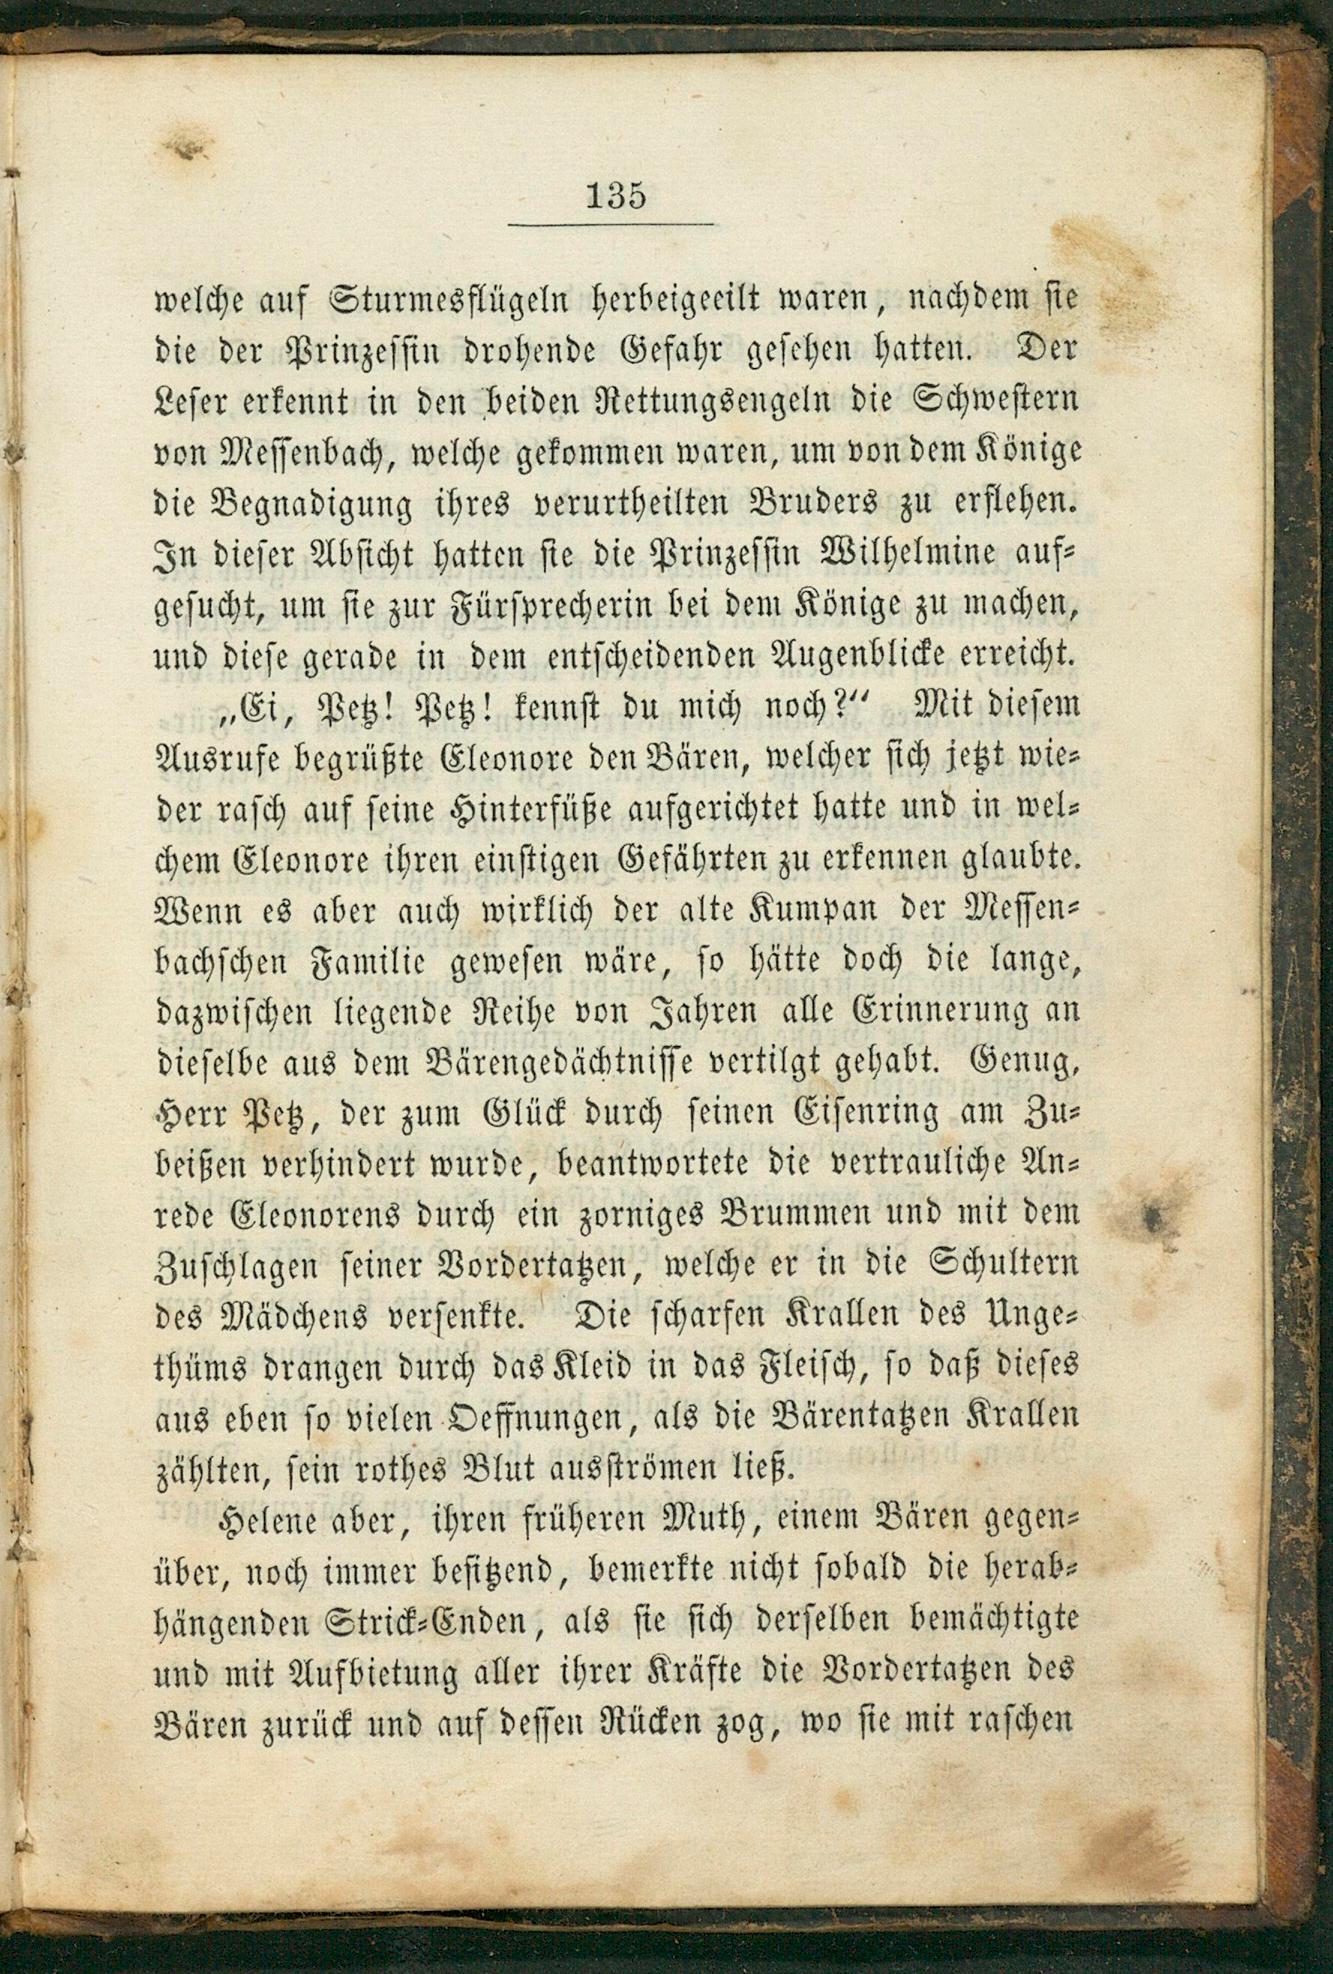 135
welche auf Sturmesflügeln herbeigeeilt waren, nachdem sie
die der Prinzessin drohende Gefahr gesehen hatten. Der
Leser erkennt in den beiden Rettungsengeln die Schwestern
von Messenbach, welche gekommen waren, um von dem Könige
die Begnadigung ihres verurtheilten Bruders zu erflehen.
In dieser Absicht hatten sie die Prinzessin Wilhelmine auf-
gesucht, um sie zur Fürsprecherin bei dem Könige zu machen,
und diese gerade in dem entscheidenden Augenblicke erreicht.
„Ei, Petz! Petz! kennst du mich noch?“ Mit diesem
Ausrufe begrüßte Eleonore den Bären, welcher sich jetzt wie-
der rasch auf seine Hinterfüße aufgerichtet hatte und in wel-
chem Eleonore ihren einstigen Gefährten zu erkennen glaubte.
Wenn es aber auch wirklich der alte Kumpan der Messen-
bachschen Familie gewesen wäre, so hätte doch die lange,
dazwischen liegende Reihe von Jahren alle Erinnerung an
dieselbe aus dem Bärengedächtnisse vertilgt gehabt. Genug,
Herr Petz, der zum Glück durch seinen Eisenring am Zu-
beißen verhindert wurde, beantwortete die vertrauliche An-
rede Eleonorens durch ein zorniges Brummen und mit dem
Zuschlagen seiner Vordertatzen, welche er in die Schultern
des Mädchens versenkte. Die scharfen Krallen des Unge-
thüms drangen durch das Kleid in das Fleisch, so daß dieses
aus eben so vielen Oeffnungen, als die Bärentatzen Krallen
zählten, sein rothes Blut ausströmen ließ.
Helene aber, ihren früheren Muth, einem Bären gegen-
über, noch immer besitzend, bemerkte nicht sobald die herab-
hängenden Strick-Enden, als sie sich derselben bemächtigte
und mit Aufbietung aller ihrer Kräfte die Vordertatzen des
Bären zurück und auf dessen Rücken zog, wo sie mit raschen